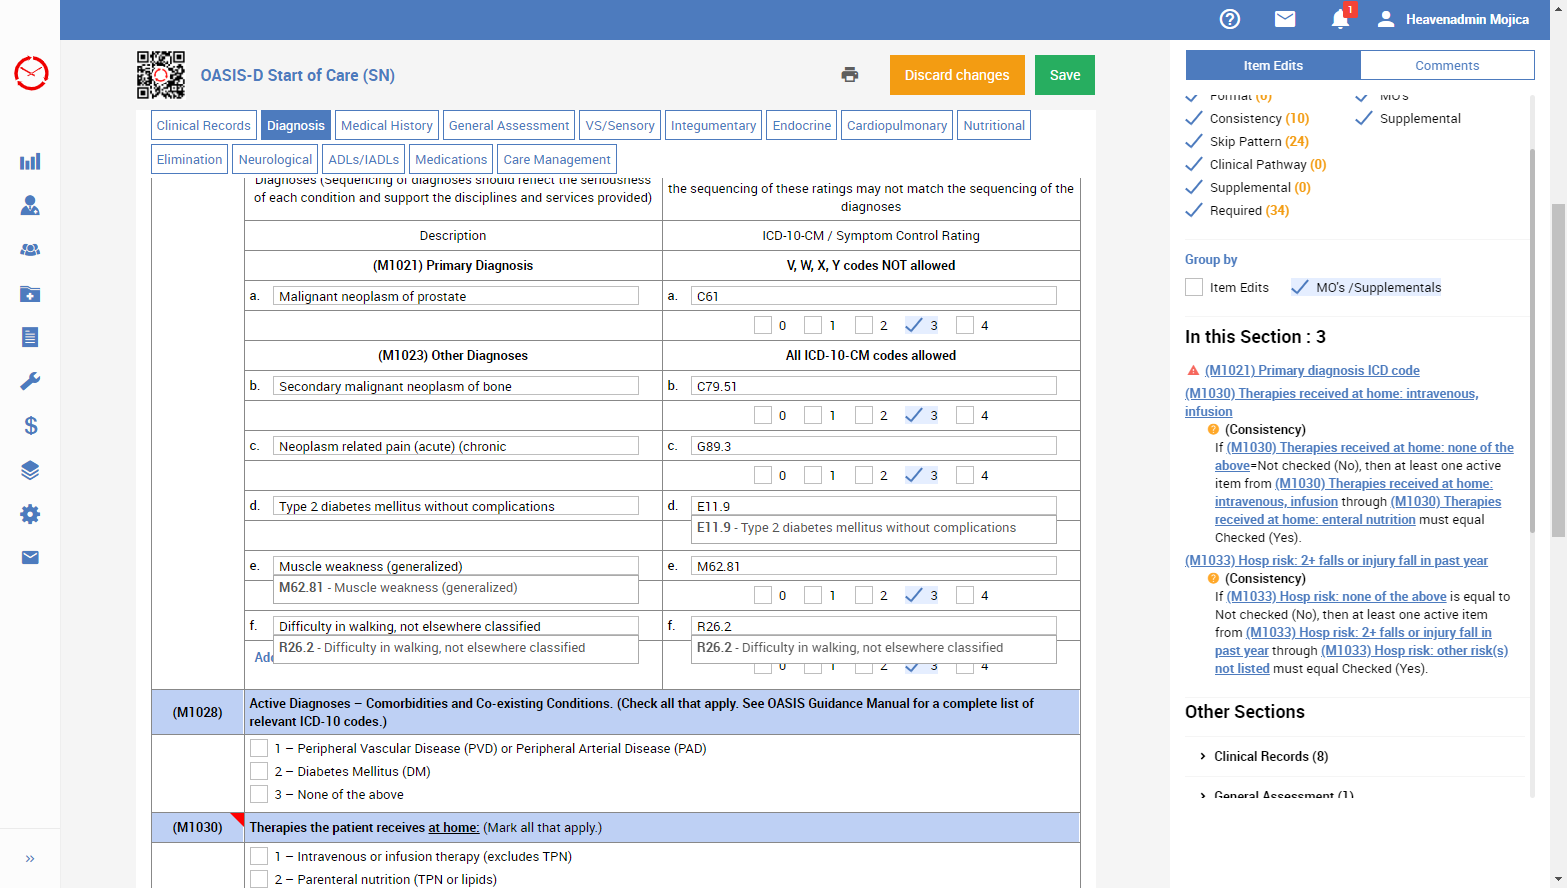 1
Heavenadmin Mojica
OASIS-D Start of Care (SN)
Discard changes
Save
Clinical Records
Diagnosis
Medical History
General Assessment
VS/Sensory
Integumentary
Endocrine
Cardiopulmonary
Nutritional
Elimination
Neurological
ADLs/IADLs
Medications
Care Management
Diagnoses (Sequencing of diagnoses should reflect the seriousness
of each condition and support the disciplines and services provided)
the sequencing of these ratings may not match the sequencing of the
diagnoses
Description
ICD-10-CM / Symptom Control Rating
(M1021) Primary Diagnosis
V, W, X, Y codes NOT allowed
a. Malignant neoplasm of prostate
a. C61
0 1 2 3 4
(M1023) Other Diagnoses
All ICD-10-CM codes allowed
b. Secondary malignant neoplasm of bone
b. C79.51
0 1 2 3 4
c. Neoplasm related pain (acute) (chronic
c. G89.3
0 1 2 3 4
d. Type 2 diabetes mellitus without complications
d. E11.9
E11.9 - Type 2 diabetes mellitus without complications
e. Muscle weakness (generalized)
e. M62.81
M62.81 - Muscle weakness (generalized)
0 1 2 3 4
f. Difficulty in walking, not elsewhere classified
f. R26.2
R26.2 - Difficulty in walking, not elsewhere classified
R26.2 - Difficulty in walking, not elsewhere classified
0 1 2 3 4
(M1028)
Active Diagnoses – Comorbidities and Co-existing Conditions. (Check all that apply. See OASIS Guidance Manual for a complete list of
relevant ICD-10 codes.)
1 – Peripheral Vascular Disease (PVD) or Peripheral Arterial Disease (PAD)
2 – Diabetes Mellitus (DM)
3 – None of the above
(M1030)
Therapies the patient receives at home: (Mark all that apply.)
1 – Intravenous or infusion therapy (excludes TPN)
2 – Parenteral nutrition (TPN or lipids)
Item Edits
Comments
Format (6)
MO's
Consistency (10)
Supplemental
Skip Pattern (24)
Clinical Pathway (0)
Supplemental (0)
Required (34)
Group by
Item Edits
MO's /Supplementals
In this Section : 3
(M1021) Primary diagnosis ICD code
(M1030) Therapies received at home: intravenous,
infusion
(Consistency)
If (M1030) Therapies received at home: none of the
above=Not checked (No), then at least one active
item from (M1030) Therapies received at home:
intravenous, infusion through (M1030) Therapies
received at home: enteral nutrition must equal
Checked (Yes).
(M1033) Hosp risk: 2+ falls or injury fall in past year
(Consistency)
If (M1033) Hosp risk: none of the above is equal to
Not checked (No), then at least one active item
from (M1033) Hosp risk: 2+ falls or injury fall in
past year through (M1033) Hosp risk: other risk(s)
not listed must equal Checked (Yes).
Other Sections
Clinical Records (8)
General Assessment (1)